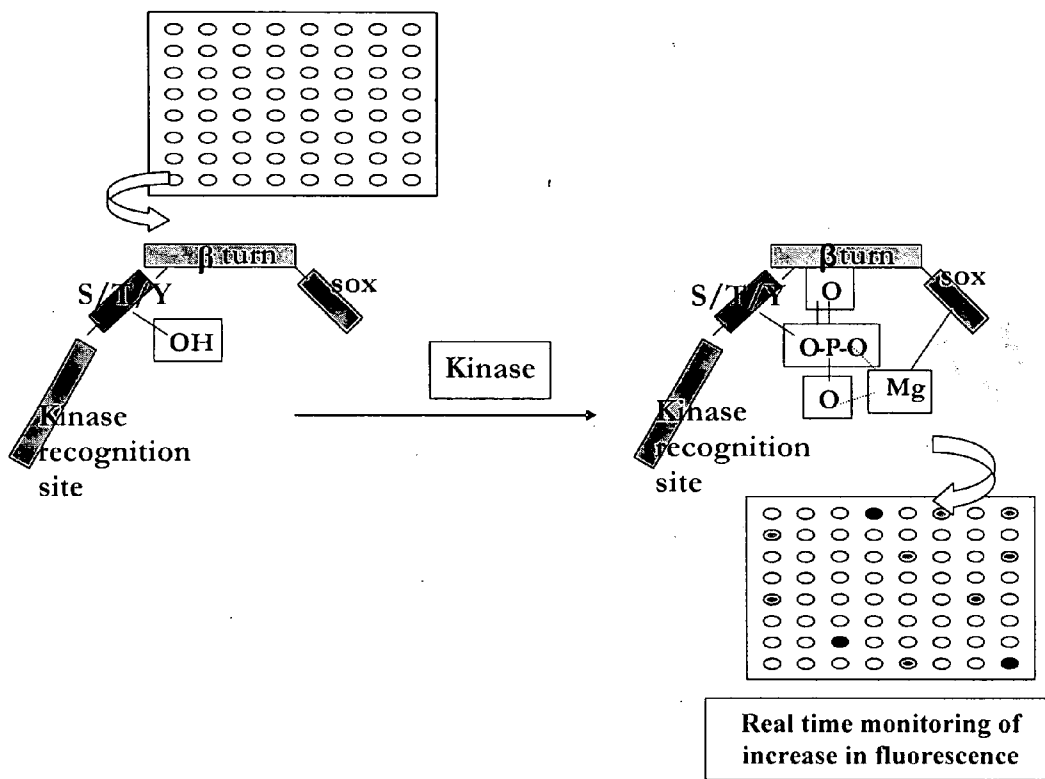 β turn
S/T/Y
sox
OH
Kinase
recognition
site
Kinase
β turn
S/T/Y
sox
O
O-P-O
O
Mg
Kinase
recognition
site
Real time monitoring of
increase in fluorescence